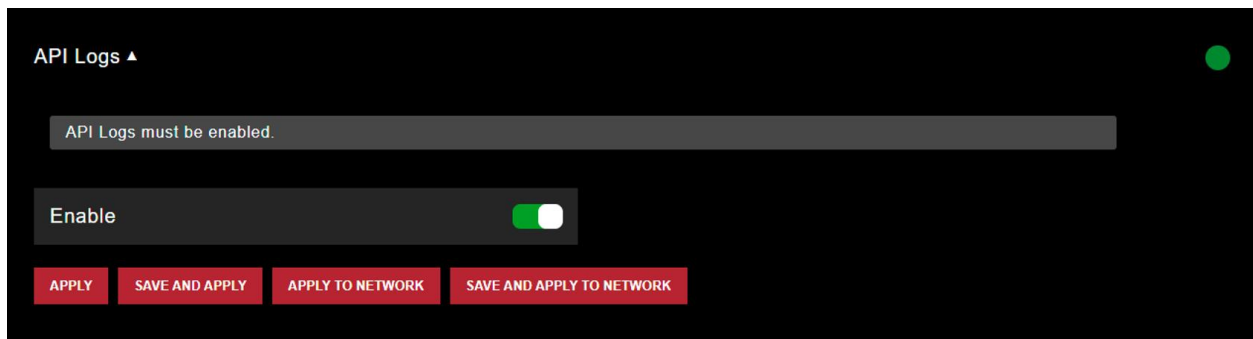 API Logs ▲
API Logs must be enabled.
Enable
APPLY SAVE AND APPLY APPLY TO NETWORK SAVE AND APPLY TO NETWORK